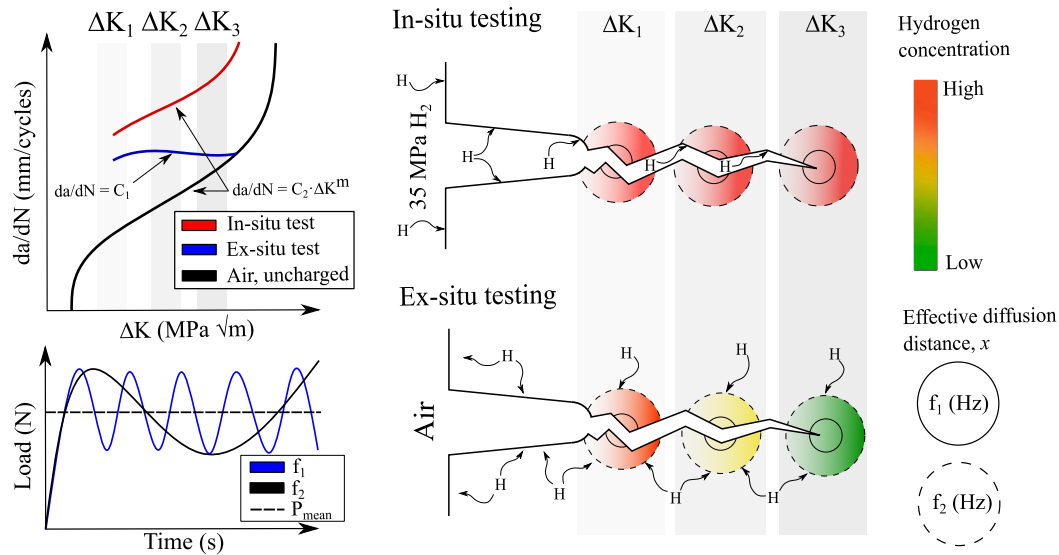 ΔK₁ ΔK₂ ΔK₃
da/dN (mm/cycles)
da/dN = C₁
da/dN = C₂·ΔKᵐ
In-situ test
Ex-situ test
Air, uncharged
ΔK (MPa √m)
Load (N)
f₁
f₂
Pmean
Time (s)
In-situ testing
ΔK₁ ΔK₂ ΔK₃
35 MPa H₂
H
H
H
H
H
H
Ex-situ testing
Air
H
H
H
H
H
H
H
H
H
H
H
Hydrogen
concentration
High
Low
Effective diffusion
distance, x
f₁ (Hz)
f₂ (Hz)